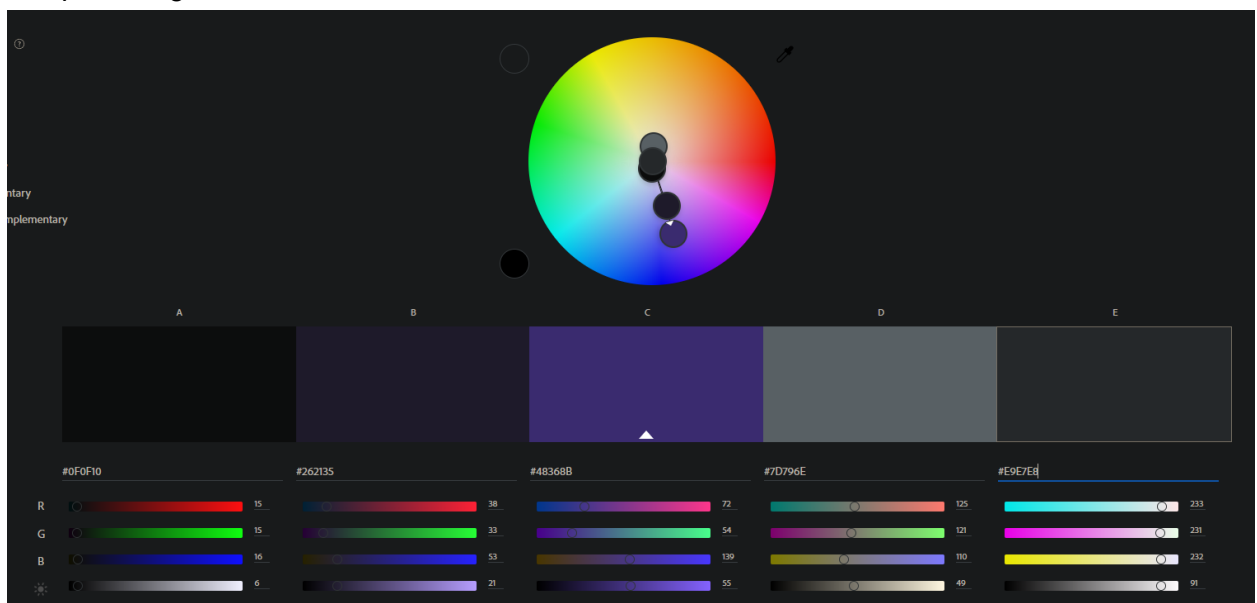 ?
ntary
mplementary
A B C D E
#0F0F10 #262135 #48368B #7D796E #E9E7E8
R 15 38 72 125 233
G 15 33 54 121 231
B 16 53 139 110 232
6 21 55 49 91